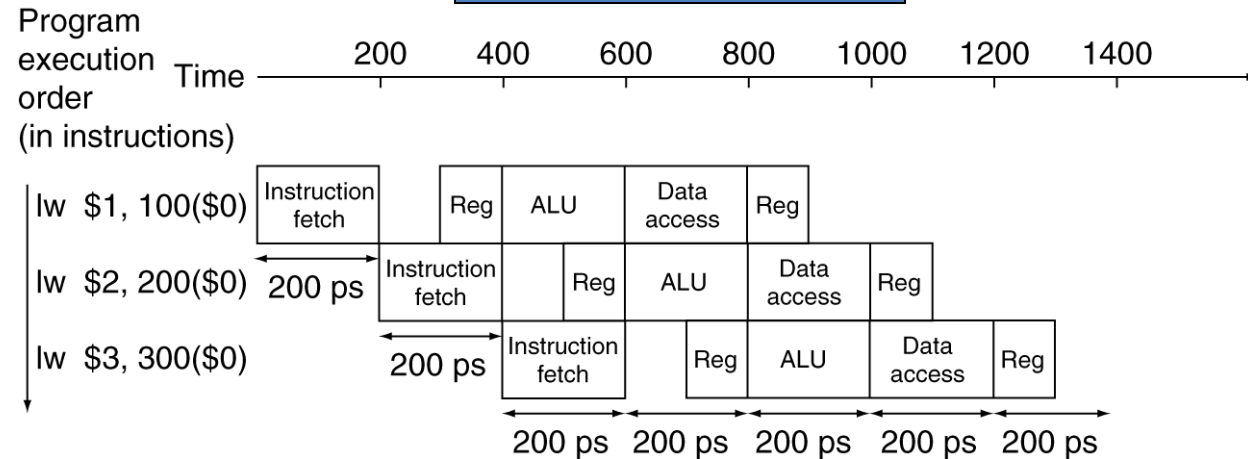 Program
execution
order
(in instructions)
Time
200 400 600 800 1000 1200 1400
lw $1, 100($0)
Instruction
fetch
Reg
ALU
Data
access
Reg
200 ps
lw $2, 200($0)
Instruction
fetch
Reg
ALU
Data
access
Reg
200 ps
lw $3, 300($0)
Instruction
fetch
Reg
ALU
Data
access
Reg
200 ps 200 ps 200 ps 200 ps 200 ps